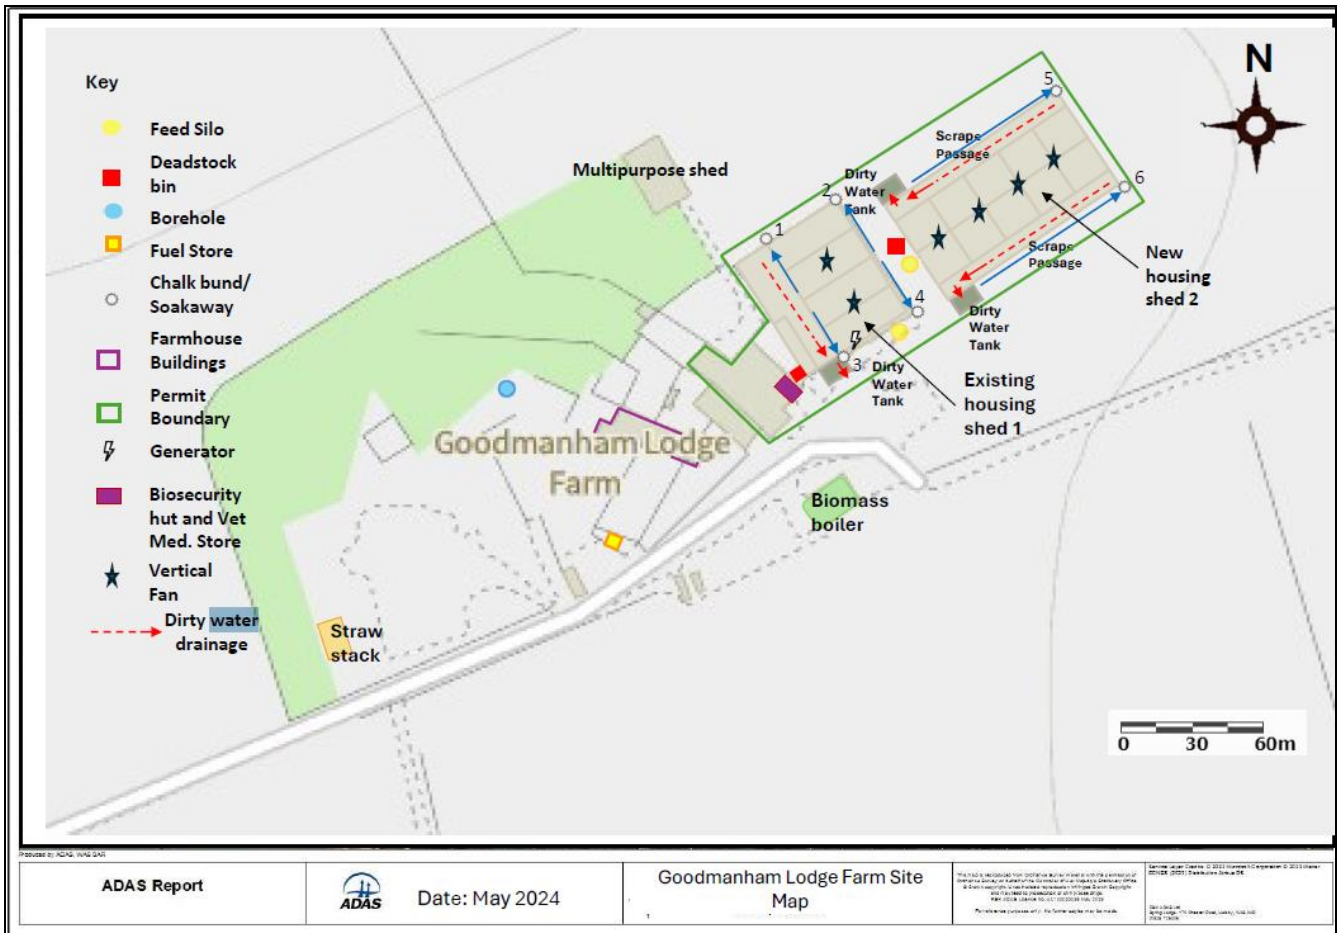 Key
Feed Silo
Deadstock
bin
Borehole
Fuel Store
Chalk bund/
Soakaway
Farmhouse
Buildings
Permit
Boundary
Generator
Biosecurity
hut and Vet
Med. Store
Vertical
Fan
Dirty water
drainage
N
Multipurpose shed
1
2
3
4
5
6
Dirty
Water
Tank
Scrape
Passage
Scrape
Passage
New
housing
shed 2
Dirty
Water
Tank
Dirty
Water
Tank
Existing
housing
shed 1
Goodmanham Lodge
Farm
Biomass
boiler
Straw
stack
0 30 60m
Produced by ADAS,
ADAS Report
ADAS
Date: May 2024
Goodmanham Lodge Farm Site
Map
1